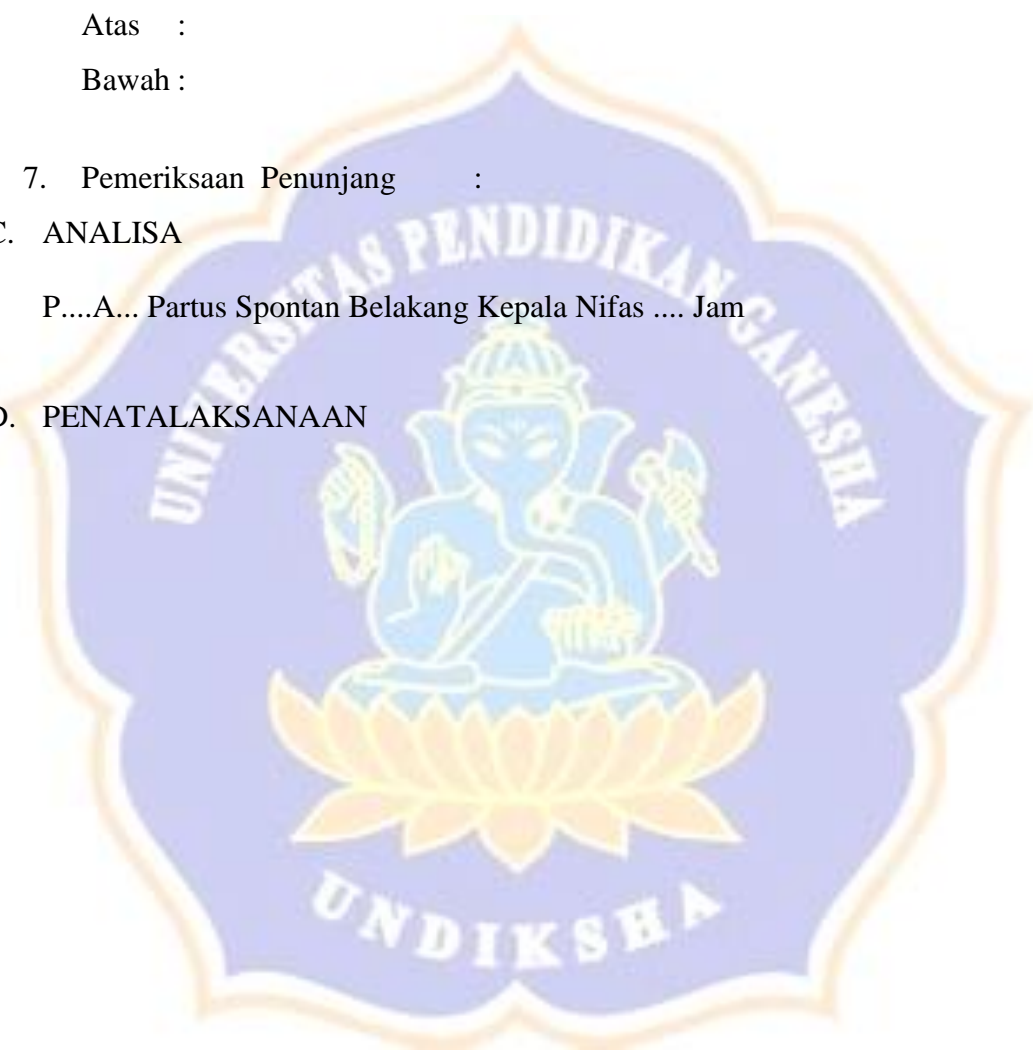 Atas :
Bawah :
7. Pemeriksaan Penunjang :
C. ANALISA
P....A... Partus Spontan Belakang Kepala Nifas .... Jam
D. PENATALAKSANAAN
UNIVERSITAS PENDIDIKAN GANESHA
UNDIKSHA